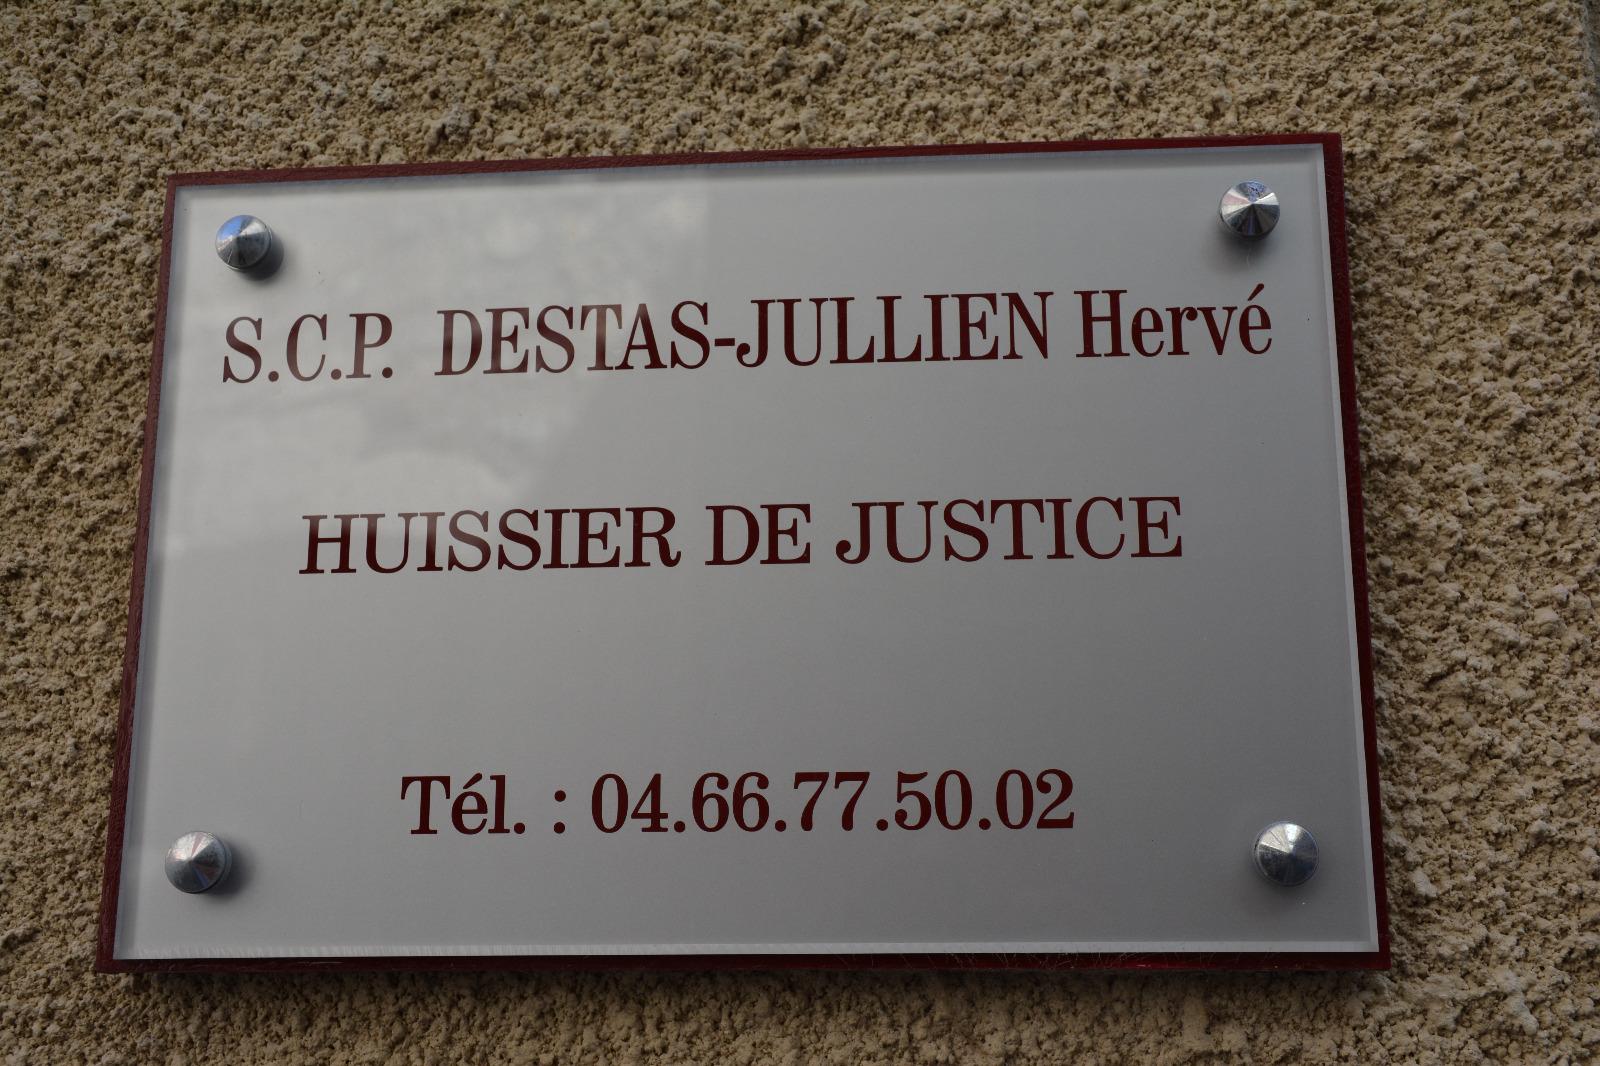 S.C.P. DESTAS-JULLIEN Hervé
HUISSIER DE JUSTICE
Tél. : 04.66.77.50.02